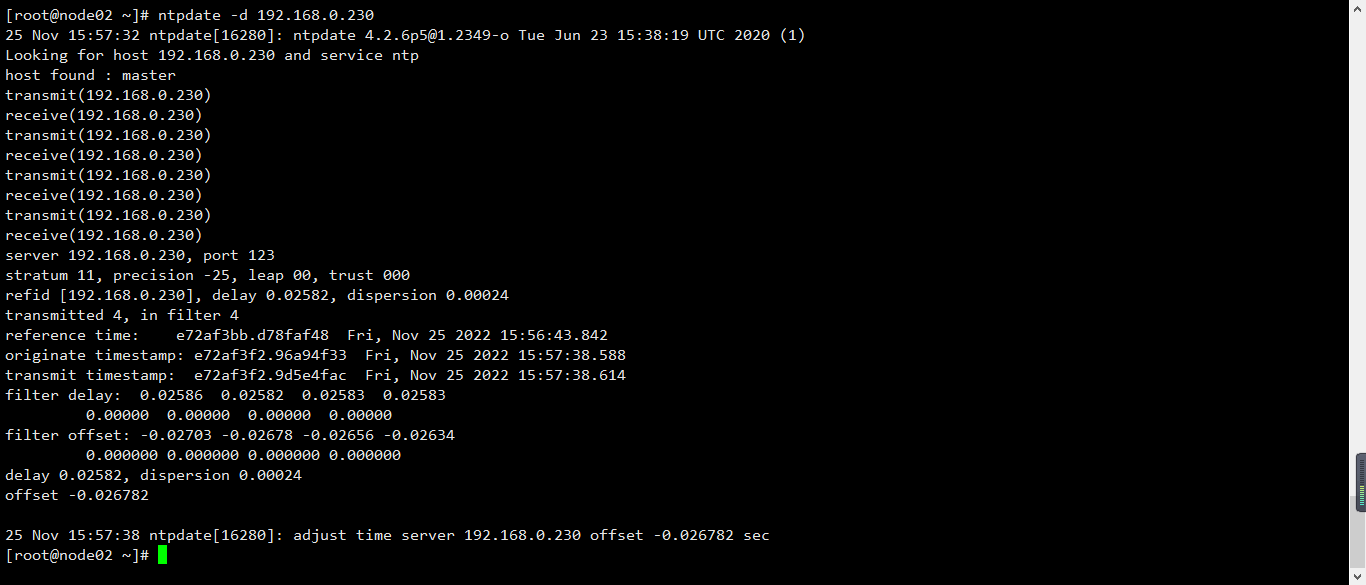 [root@node02 ~]# ntpdate -d 192.168.0.230
25 Nov 15:57:32 ntpdate[16280]: ntpdate 4.2.6p5@1.2349-o Tue Jun 23 15:38:19 UTC 2020 (1)
Looking for host 192.168.0.230 and service ntp
host found : master
transmit(192.168.0.230)
receive(192.168.0.230)
transmit(192.168.0.230)
receive(192.168.0.230)
transmit(192.168.0.230)
receive(192.168.0.230)
transmit(192.168.0.230)
receive(192.168.0.230)
server 192.168.0.230, port 123
stratum 11, precision -25, leap 00, trust 000
refid [192.168.0.230], delay 0.02582, dispersion 0.00024
transmitted 4, in filter 4
reference time:    e72af3bb.d78faf48  Fri, Nov 25 2022 15:56:43.842
originate timestamp: e72af3f2.96a94f33  Fri, Nov 25 2022 15:57:38.588
transmit timestamp:  e72af3f2.9d5e4fac  Fri, Nov 25 2022 15:57:38.614
filter delay:  0.02586  0.02582  0.02583  0.02583
         0.00000  0.00000  0.00000  0.00000
filter offset: -0.02703 -0.02678 -0.02656 -0.02634
         0.000000 0.000000 0.000000 0.000000
delay 0.02582, dispersion 0.00024
offset -0.026782

25 Nov 15:57:38 ntpdate[16280]: adjust time server 192.168.0.230 offset -0.026782 sec
[root@node02 ~]#